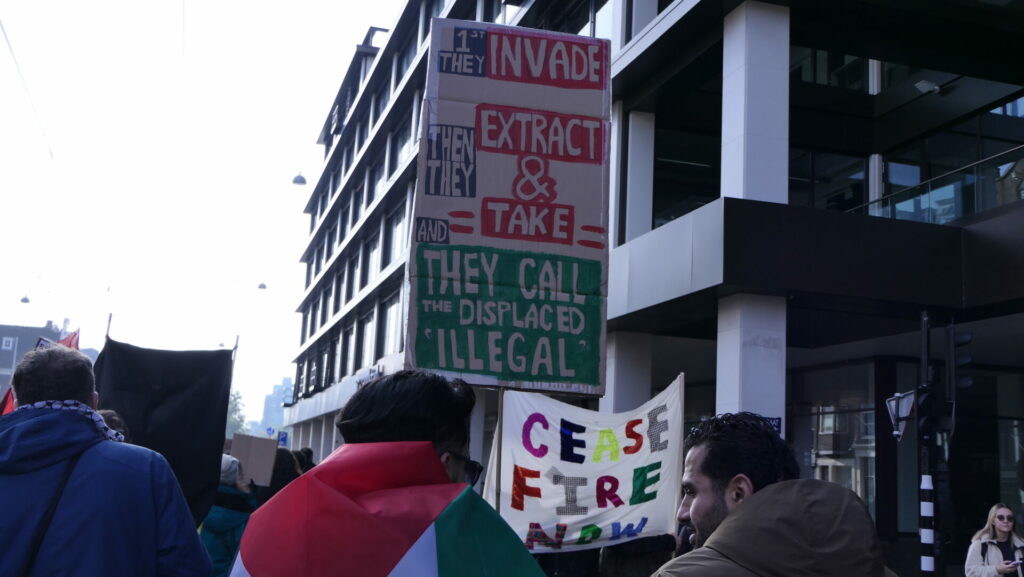 1ST
THEY INVADE
THEN
THEY
EXTRACT
&
TAKE
AND
THEY CALL
THE DISPLACED
"ILLEGAL"
CEASE
FIRE
NOW